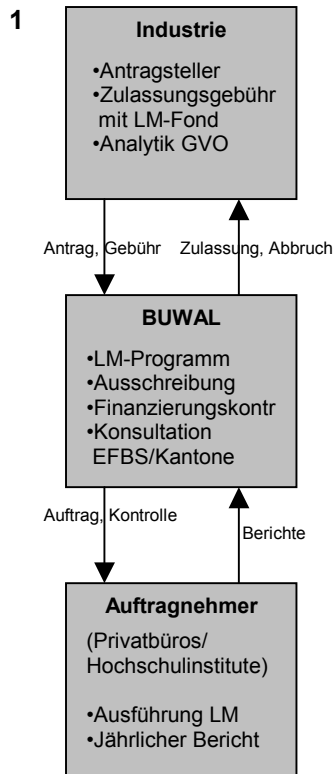 1
Industrie
•Antragsteller
•Zulassungsgebühr
mit LM-Fond
•Analytik GVO
Antrag, Gebühr
Zulassung, Abbruch
BUWAL
•LM-Programm
•Ausschreibung
•Finanzierungskontr
•Konsultation
EFBS/Kantone
Auftrag, Kontrolle
Berichte
Auftragnehmer
(Privatbüros/
Hochschulinstitute)
•Ausführung LM
•Jährlicher Bericht